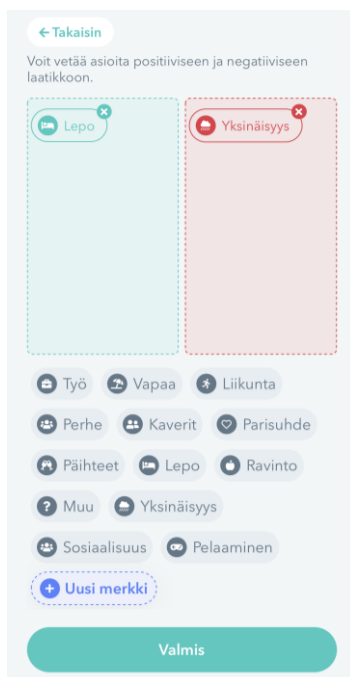 Takaisin
Voit vetää asioita positiiviseen ja negatiiviseen
laatikkoon.
Lepo Yksinäisyys
Työ Vapaa Liikunta
Perhe Kaverit Parisuhde
Päihteet Lepo Ravinto
? Muu Yksinäisyys
Sosiaalisuus Pelaaminen
+ Uusi merkki
Valmis